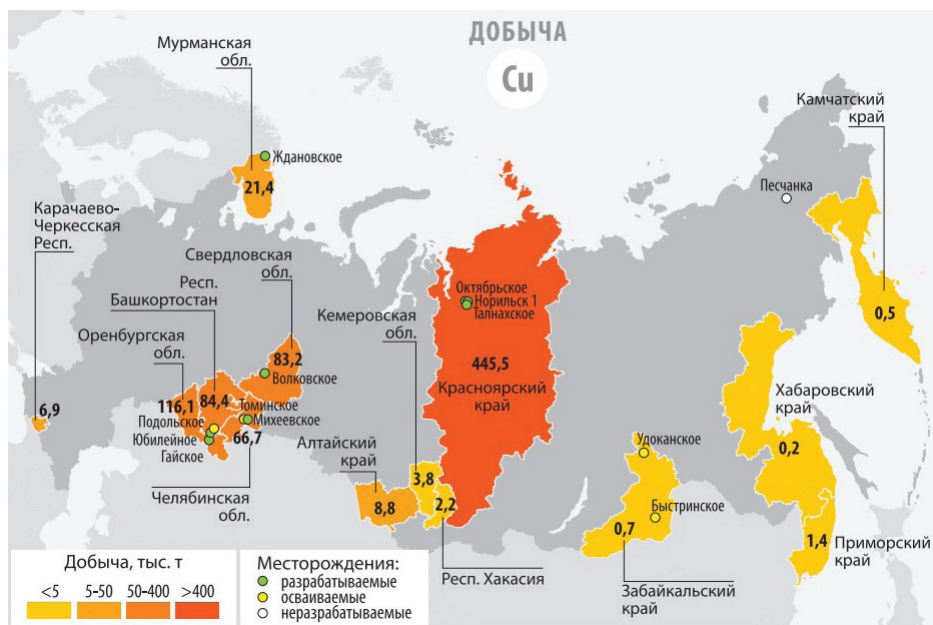 ДОБЫЧА
Cu
Мурманская
обл.
Ждановское
21,4
Камчатский
край
Песчанка
0,5
Карачаево-
Черкесская
Респ.
6,9
Свердловская
обл.
83,2
Волковское
Респ.
Башкортостан
84,4
Оренбургская
обл.
116,1
Томинское
Михеевское
Подольское
Юбилейное
Гайское
66,7
Челябинская
обл.
Кемеровская
обл.
3,8
Октябрьское
Норильск 1
Талнахское
445,5
Красноярский
край
Алтайский
край
8,8
2,2
Респ. Хакасия
Удоканское
Быстринское
0,7
Забайкальский
край
Хабаровский
край
0,2
1,4
Приморский
край
Добыча, тыс. т
<5
5–50
50–400
>400
Месторождения:
разрабатываемые
осваиваемые
неразрабатываемые